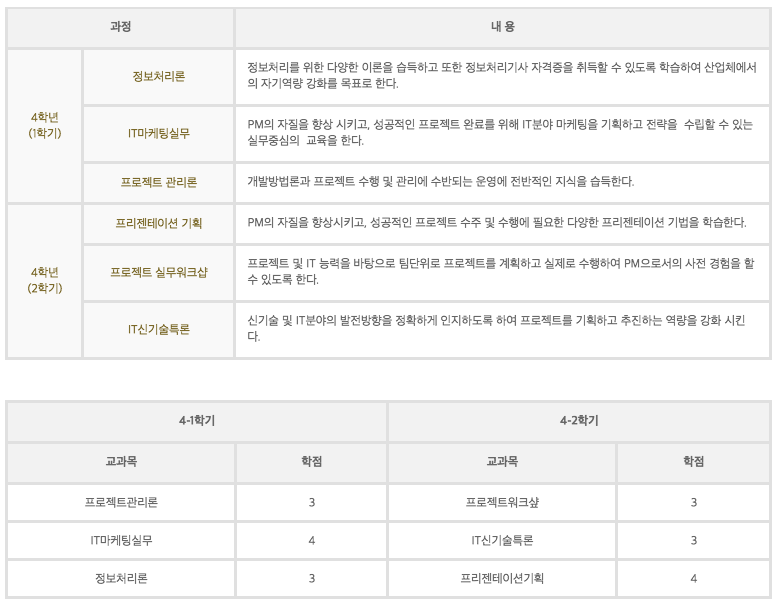 과정 내 용
4학년
(1학기)
정보처리론
정보처리를 위한 다양한 이론을 습득하고 또한 정보처리기사 자격증을 취득할 수 있도록 학습하여 산업체에서
의 자기역량 강화를 목표로 한다.
IT마케팅실무
PM의 자질을 향상 시키고, 성공적인 프로젝트 완료를 위해 IT분야 마케팅을 기획하고 전략을 수립할 수 있는
실무중심의 교육을 한다.
프로젝트 관리론
개발방법론과 프로젝트 수행 및 관리에 수반되는 운영에 전반적인 지식을 습득한다.
4학년
(2학기)
프리젠테이션 기획
PM의 자질을 향상시키고, 성공적인 프로젝트 수주 및 수행에 필요한 다양한 프리젠테이션 기법을 학습한다.
프로젝트 실무워크샵
프로젝트 및 IT 능력을 바탕으로 팀단위로 프로젝트를 계획하고 실제로 수행하여 PM으로서의 사전 경험을 할
수 있도록 한다.
IT신기술특론
신기술 및 IT분야의 발전방향을 정확하게 인지하도록 하여 프로젝트를 기획하고 추진하는 역량을 강화 시킨
다.
4-1학기 4-2학기
교과목 학점 교과목 학점
프로젝트관리론 3 프로젝트워크샾 3
IT마케팅실무 4 IT신기술특론 3
정보처리론 3 프리젠테이션기획 4